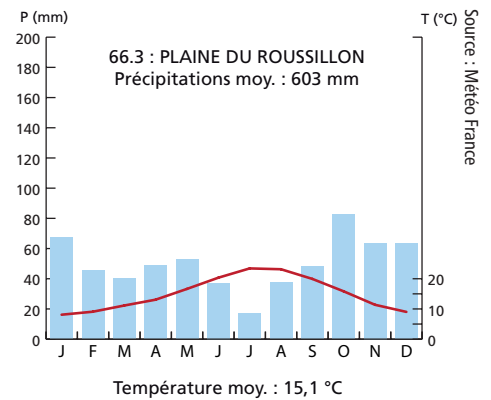 P (mm)
T (°C)
Source : Météo France
66.3 : PLAINE DU ROUSSILLON
Précipitations moy. : 603 mm
200
180
160
140
120
100
80
60
40
20
0
20
10
0
J F M A M J J A S O N D
Température moy. : 15,1 °C